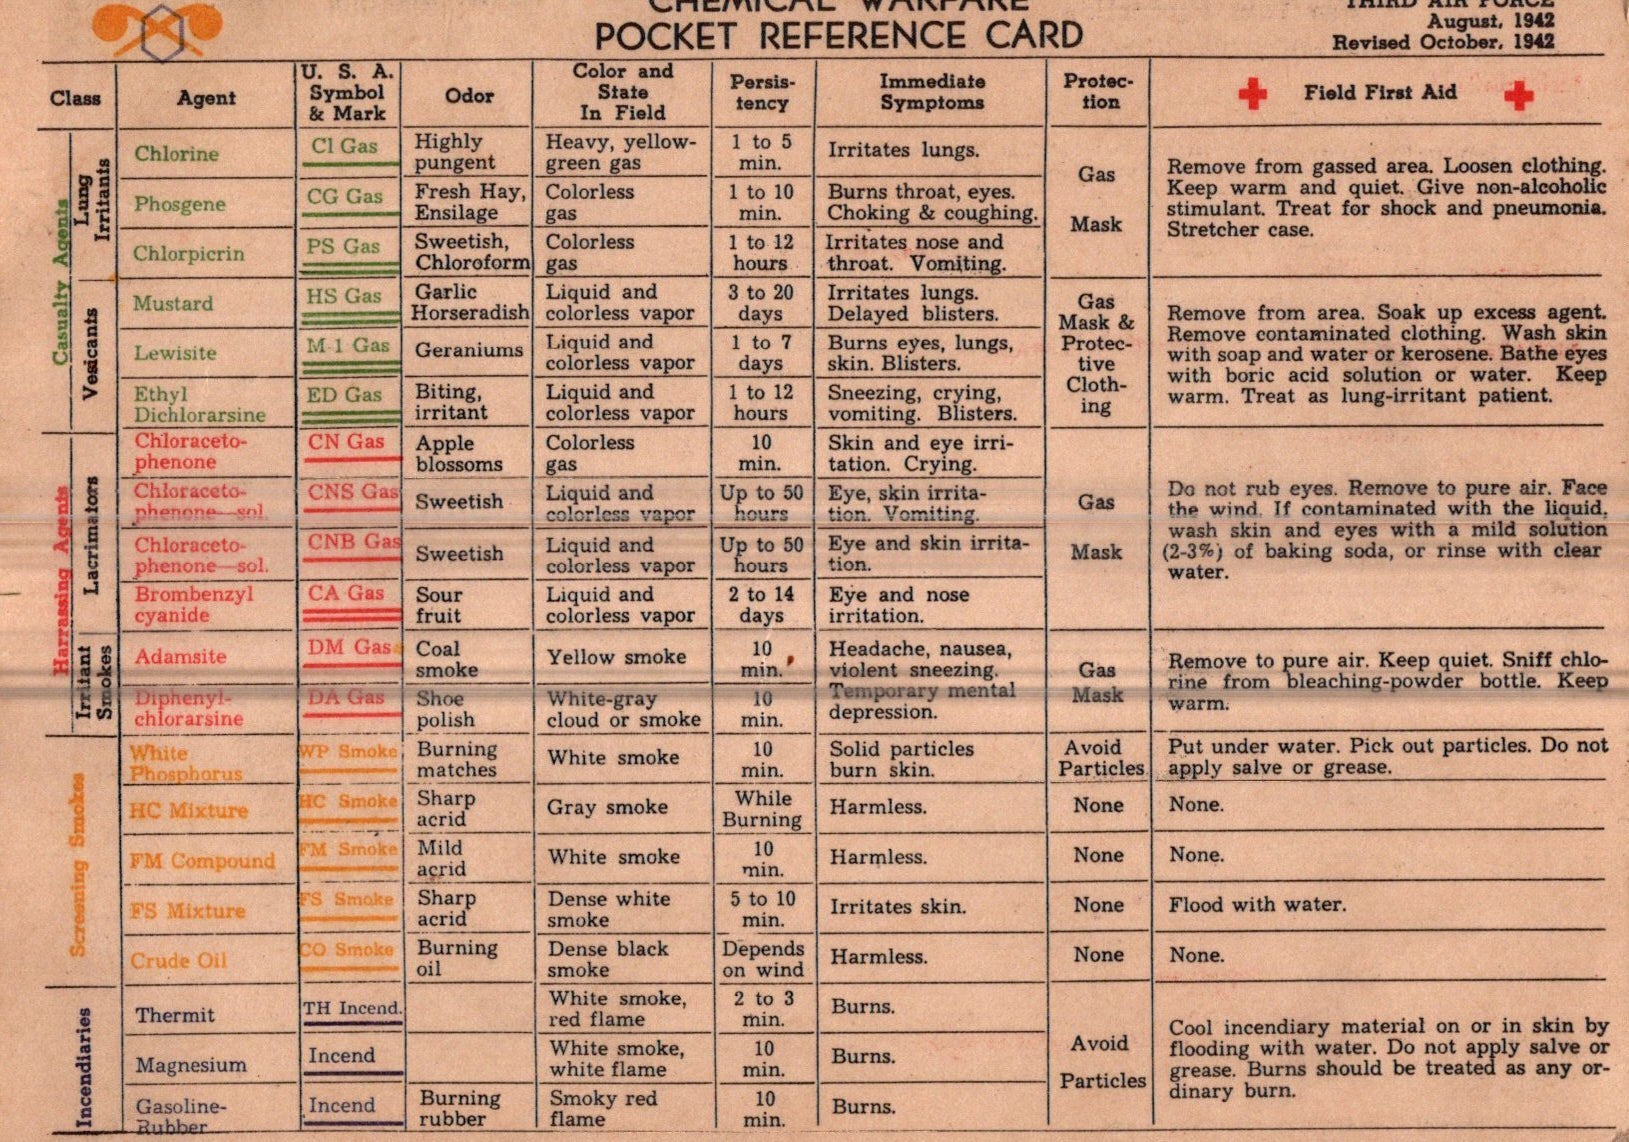 CHEMICAL WARFARE
POCKET REFERENCE CARD
THIRD AIR FORCE
August, 1942
Revised October, 1942
Class
Agent
U. S. A.
Symbol
& Mark
Odor
Color and
State
In Field
Persis-
tency
Immediate
Symptoms
Protec-
tion
Field First Aid
Casualty Agents
Lung
Irritants
Chlorine
Cl Gas
Highly
pungent
Heavy, yellow-
green gas
1 to 5
min.
Irritates lungs.
Phosgene
CG Gas
Fresh Hay,
Ensilage
Colorless
gas
1 to 10
min.
Burns throat, eyes.
Choking & coughing.
Chlorpicrin
PS Gas
Sweetish,
Chloroform
Colorless
gas
1 to 12
hours
Irritates nose and
throat. Vomiting.
Gas
Mask
Remove from gassed area. Loosen clothing.
Keep warm and quiet. Give non-alcoholic
stimulant. Treat for shock and pneumonia.
Stretcher case.
Vesicants
Mustard
HS Gas
Garlic
Horseradish
Liquid and
colorless vapor
3 to 20
days
Irritates lungs.
Delayed blisters.
Lewisite
M-1 Gas
Geraniums
Liquid and
colorless vapor
1 to 7
days
Burns eyes, lungs,
skin. Blisters.
Ethyl
Dichlorarsine
ED Gas
Biting,
irritant
Liquid and
colorless vapor
1 to 12
hours
Sneezing, crying,
vomiting. Blisters.
Gas
Mask &
Protec-
tive
Cloth-
ing
Remove from area. Soak up excess agent.
Remove contaminated clothing. Wash skin
with soap and water or kerosene. Bathe eyes
with boric acid solution or water. Keep
warm. Treat as lung-irritant patient.
Harrassing Agents
Lacrimators
Chloraceto-
phenone
CN Gas
Apple
blossoms
Colorless
gas
10
min.
Skin and eye irri-
tation. Crying.
Chloraceto-
phenone—sol.
CNS Gas
Sweetish
Liquid and
colorless vapor
Up to 50
hours
Eye, skin irrita-
tion. Vomiting.
Chloraceto-
phenone—sol.
CNB Gas
Sweetish
Liquid and
colorless vapor
Up to 50
hours
Eye and skin irrita-
tion.
Brombenzyl
cyanide
CA Gas
Sour
fruit
Liquid and
colorless vapor
2 to 14
days
Eye and nose
irritation.
Gas
Mask
Do not rub eyes. Remove to pure air. Face
the wind. If contaminated with the liquid,
wash skin and eyes with a mild solution
(2-3%) of baking soda, or rinse with clear
water.
Irritant
Smokes
Adamsite
DM Gas
Coal
smoke
Yellow smoke
10
min.
Headache, nausea,
violent sneezing.
Temporary mental
depression.
Diphenyl-
chlorarsine
DA Gas
Shoe
polish
White-gray
cloud or smoke
10
min.
Gas
Mask
Remove to pure air. Keep quiet. Sniff chlo-
rine from bleaching-powder bottle. Keep
warm.
Screening Smokes
White
Phosphorus
WP Smoke
Burning
matches
White smoke
10
min.
Solid particles
burn skin.
Avoid
Particles
Put under water. Pick out particles. Do not
apply salve or grease.
HC Mixture
HC Smoke
Sharp
acrid
Gray smoke
While
Burning
Harmless.
None
None.
FM Compound
FM Smoke
Mild
acrid
White smoke
10
min.
Harmless.
None
None.
FS Mixture
FS Smoke
Sharp
acrid
Dense white
smoke
5 to 10
min.
Irritates skin.
None
Flood with water.
Crude Oil
CO Smoke
Burning
oil
Dense black
smoke
Depends
on wind
Harmless.
None
None.
Incendiaries
Thermit
TH Incend.
White smoke,
red flame
2 to 3
min.
Burns.
Magnesium
Incend
White smoke,
white flame
10
min.
Burns.
Gasoline-
Rubber
Incend
Burning
rubber
Smoky red
flame
10
min.
Burns.
Avoid
Particles
Cool incendiary material on or in skin by
flooding with water. Do not apply salve or
grease. Burns should be treated as any or-
dinary burn.